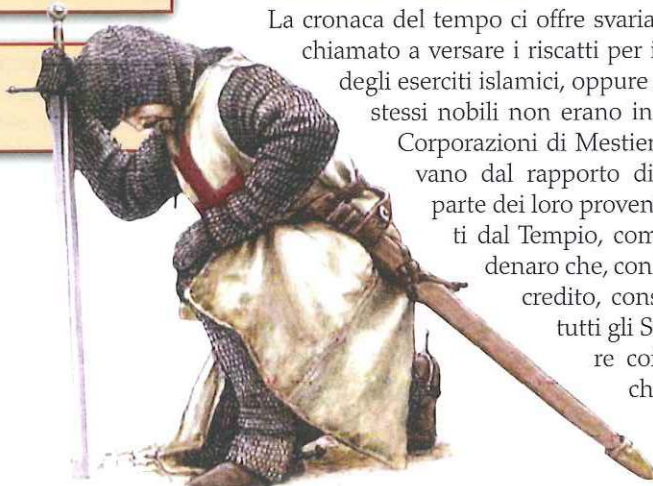 La cronaca del tempo ci offre svaria
chiamato a versare i riscatti per i
degli eserciti islamici, oppure
stessi nobili non erano in
Corporazioni di Mestier
vano dal rapporto di
parte dei loro proven
ti dal Tempio, com
denaro che, con
credito, cons
tutti gli S
re coi
ch